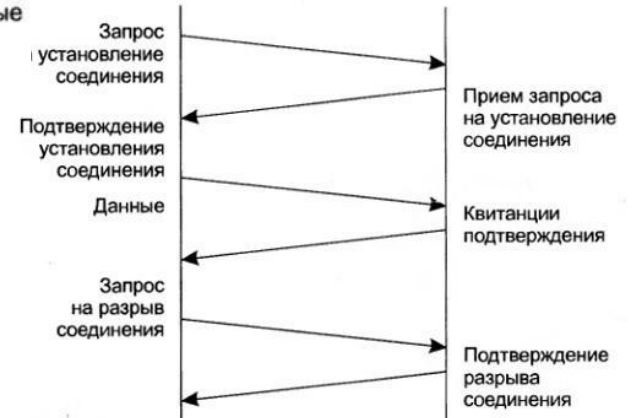 ые
Запрос
установление
соединения
Прием запроса
на установление
соединения
Подтверждение
установления
соединения
Данные
Квитанции
подтверждения
Запрос
на разрыв
соединения
Подтверждение
разрыва
соединения